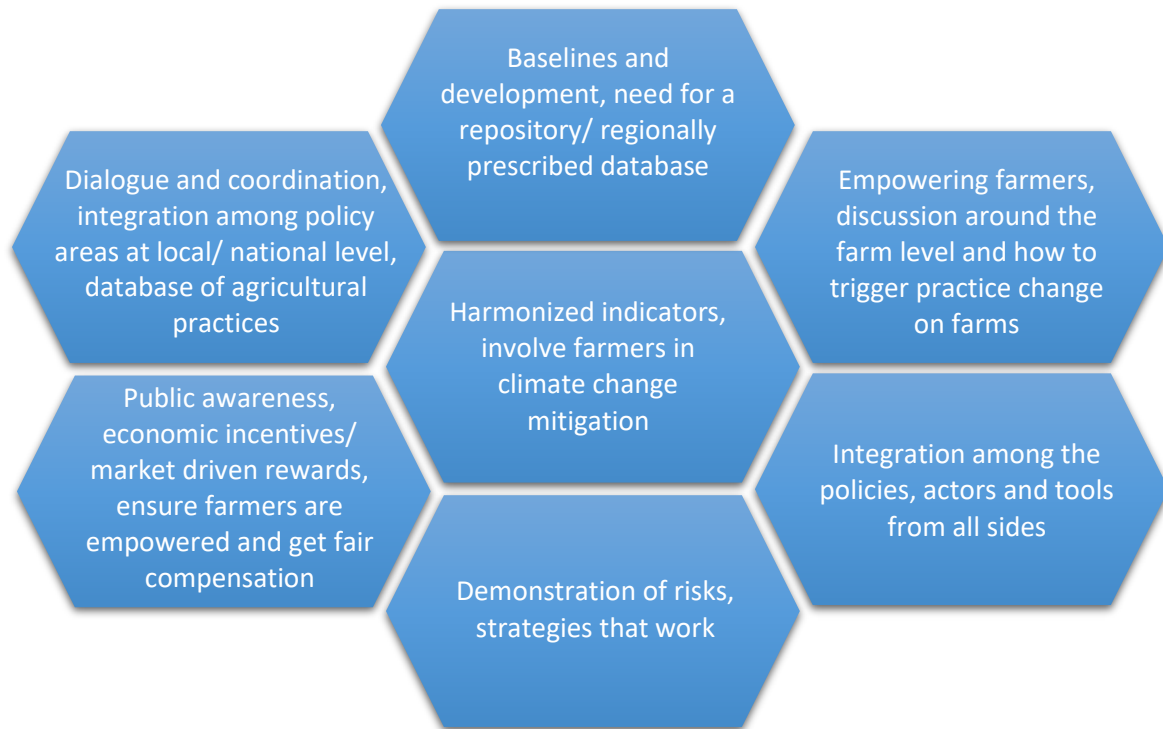 Baselines and
development, need for a
repository/ regionally
prescribed database
Dialogue and coordination,
integration among policy
areas at local/ national level,
database of agricultural
practices
Empowering farmers,
discussion around the
farm level and how to
trigger practice change
on farms
Harmonized indicators,
involve farmers in
climate change
mitigation
Public awareness,
economic incentives/
market driven rewards,
ensure farmers are
empowered and get fair
compensation
Integration among the
policies, actors and tools
from all sides
Demonstration of risks,
strategies that work